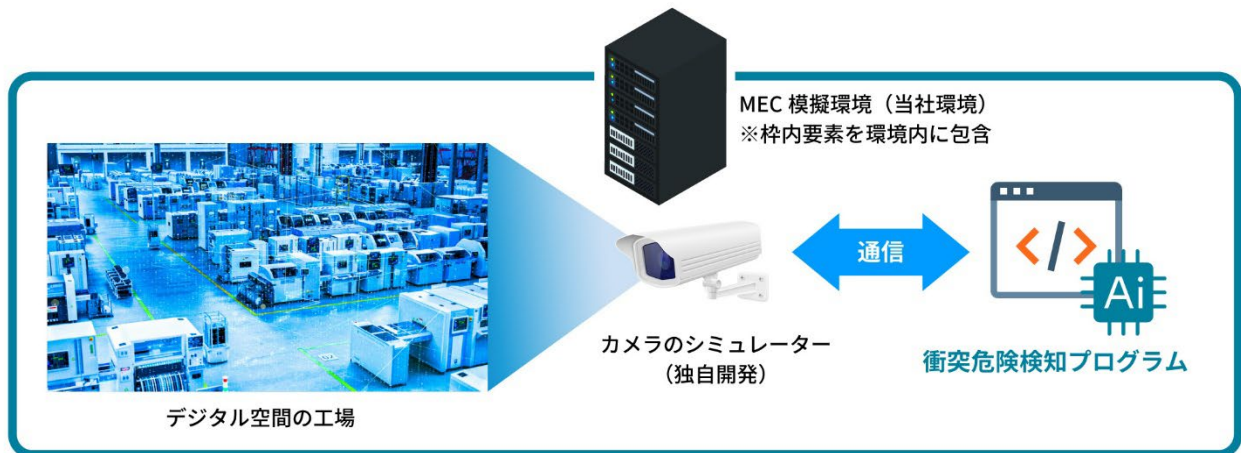 MEC 模擬環境（当社環境）
※枠内要素を環境内に包含
通信
</>
Ai
カメラのシミュレーター
（独自開発）
衝突危険検知プログラム
デジタル空間の工場